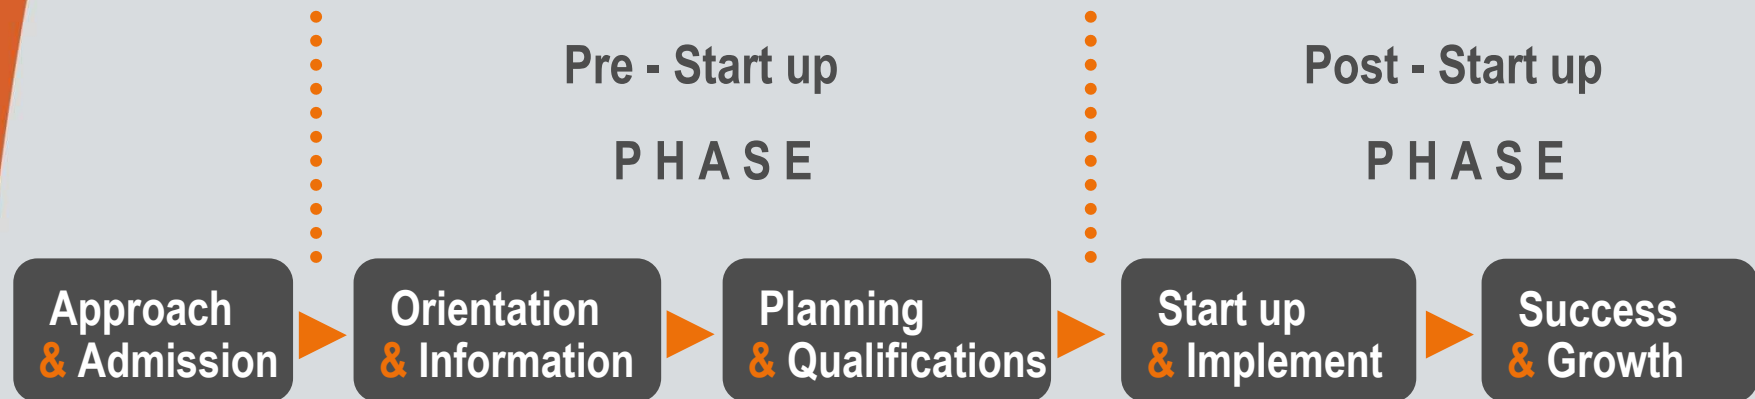 Pre - Start up
PHASE
Post - Start up
PHASE
Approach
& Admission
Orientation
& Information
Planning
& Qualifications
Start up
& Implement
Success
& Growth